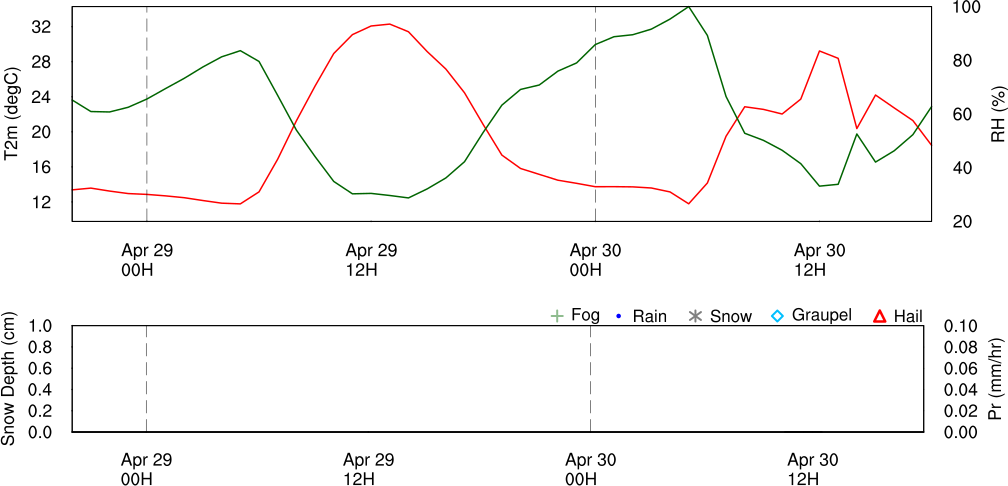 32
28
24
20
16
12
T2m (degC)
100
80
60
40
20
RH (%)
Apr 29
00H
Apr 29
12H
Apr 30
00H
Apr 30
12H
Fog Rain Snow Graupel Hail
1.0
0.8
0.6
0.4
0.2
0.0
Snow Depth (cm)
0.10
0.08
0.06
0.04
0.02
0.00
Pr (mm/hr)
Apr 29
00H
Apr 29
12H
Apr 30
00H
Apr 30
12H